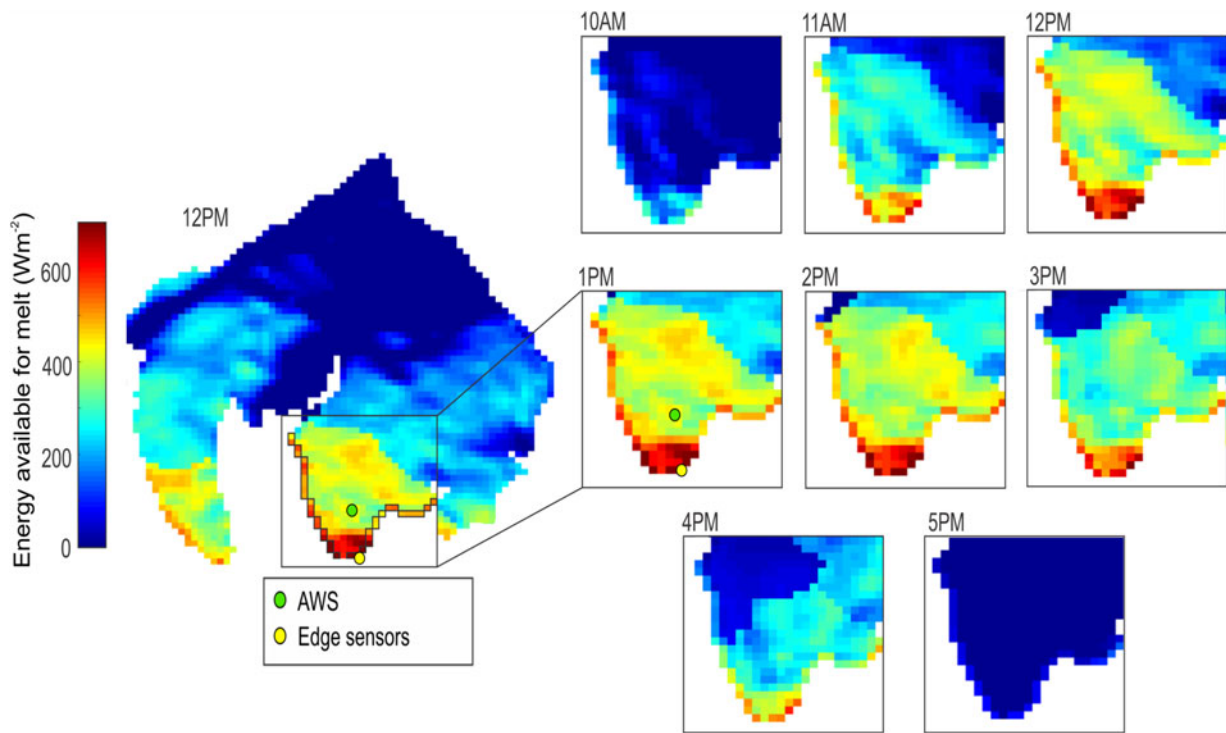 10AM
11AM
12PM
12PM
Energy available for melt (Wm-2)
600
400
200
0
1PM
2PM
3PM
4PM
5PM
AWS
Edge sensors